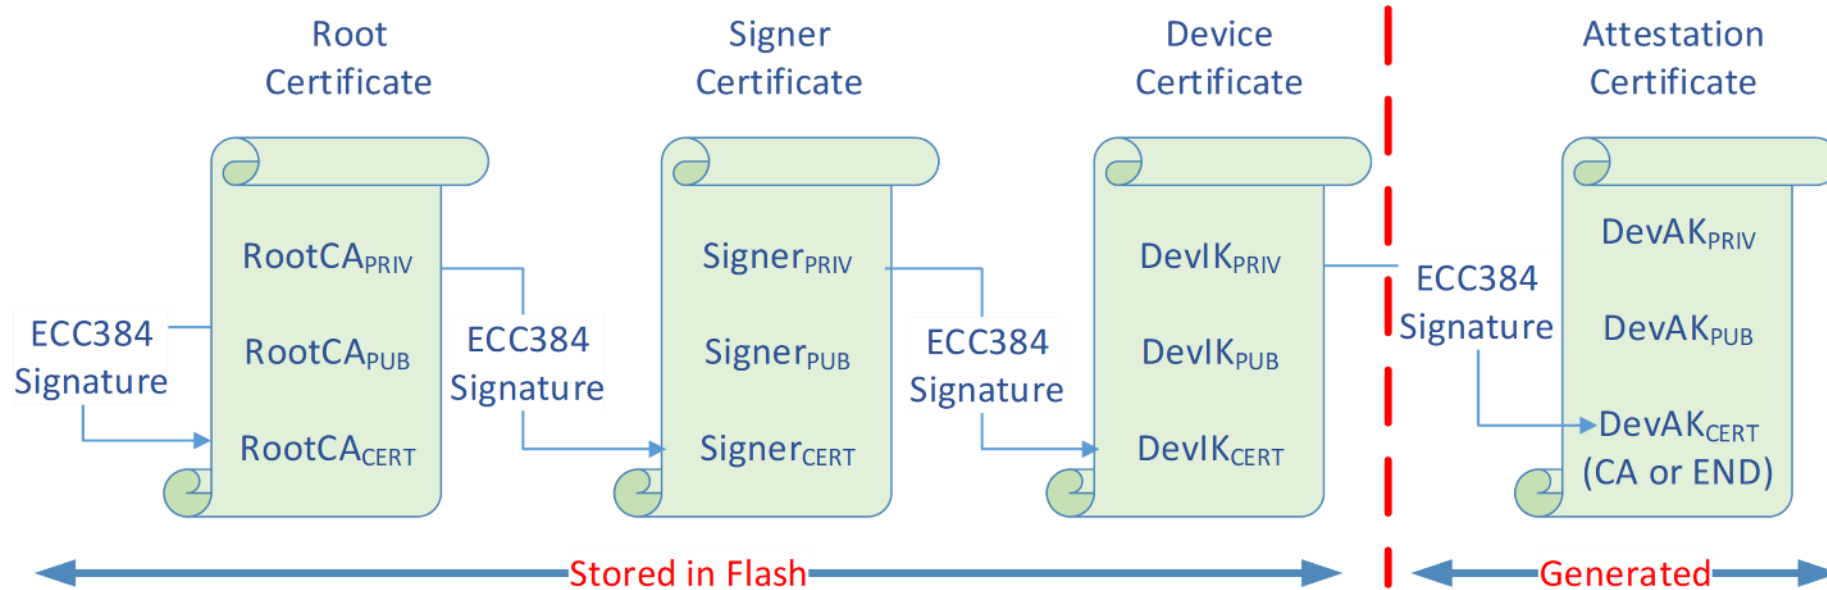 Root
Certificate
Signer
Certificate
Device
Certificate
Attestation
Certificate
ECC384
Signature
RootCAPRIV
RootCAPUB
RootCACERT
ECC384
Signature
SignerPRIV
SignerPUB
SignerCERT
ECC384
Signature
DevIKPRIV
DevIKPUB
DevIKCERT
ECC384
Signature
DevAKPRIV
DevAKPUB
DevAKCERT
(CA or END)
Stored in Flash
Generated